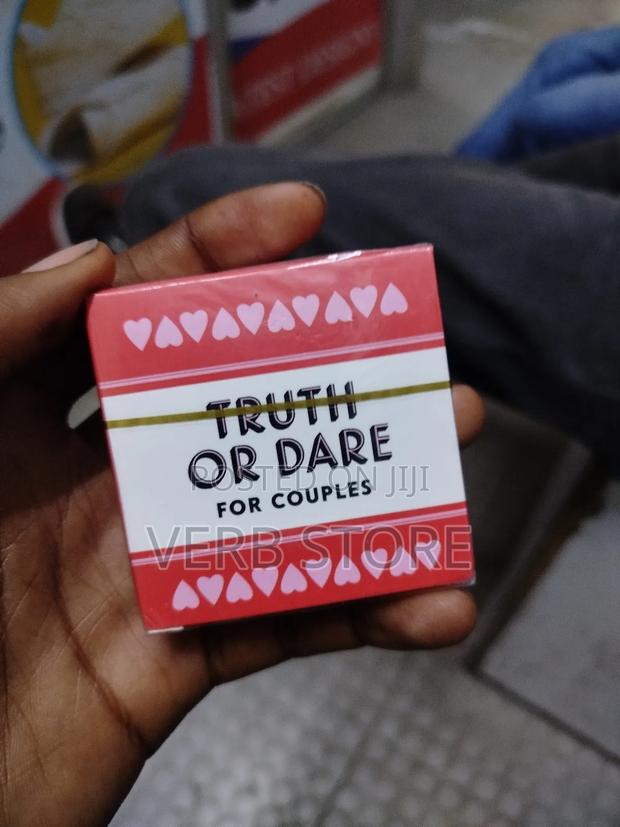 TRUTH
OR DARE
POSTED ON JIJI
FOR COUPLES
VERB STORE